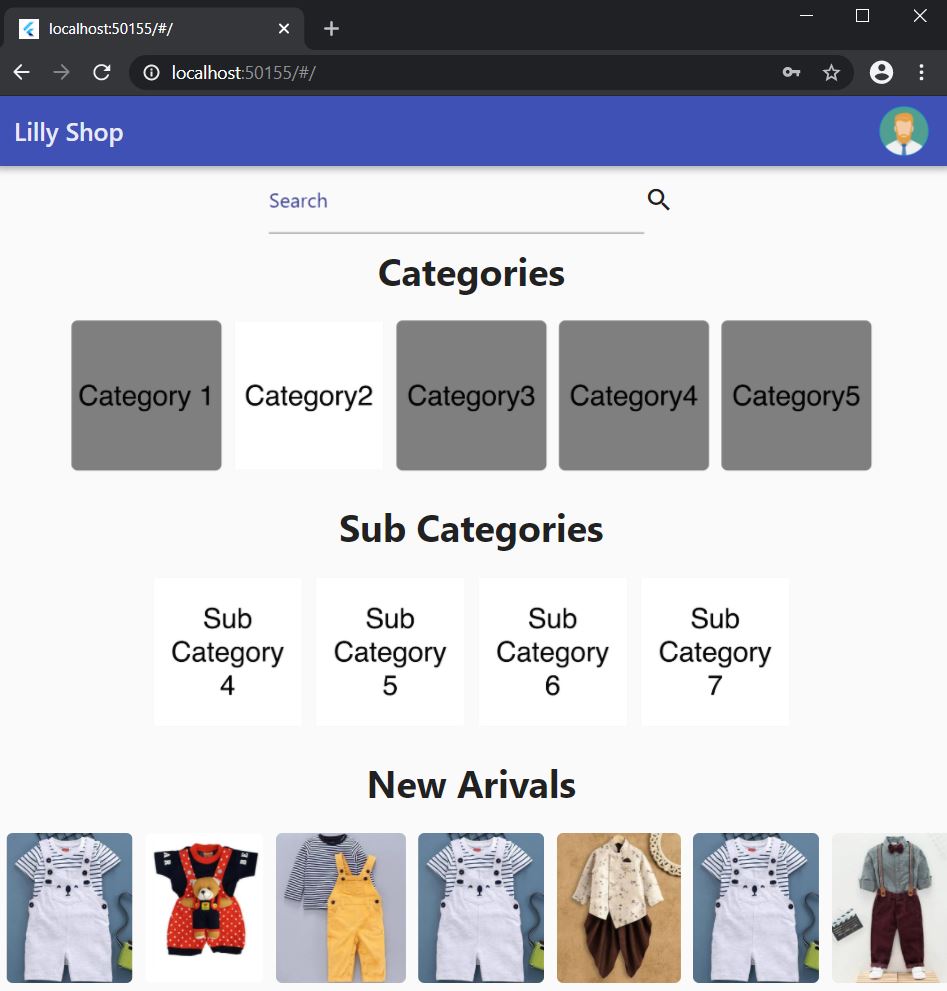 localhost:50155/#/
localhost:50155/#/
Lilly Shop
Search
Categories
Category 1
Category2
Category3
Category4
Category5
Sub Categories
Sub
Category
4
Sub
Category
5
Sub
Category
6
Sub
Category
7
New Arivals